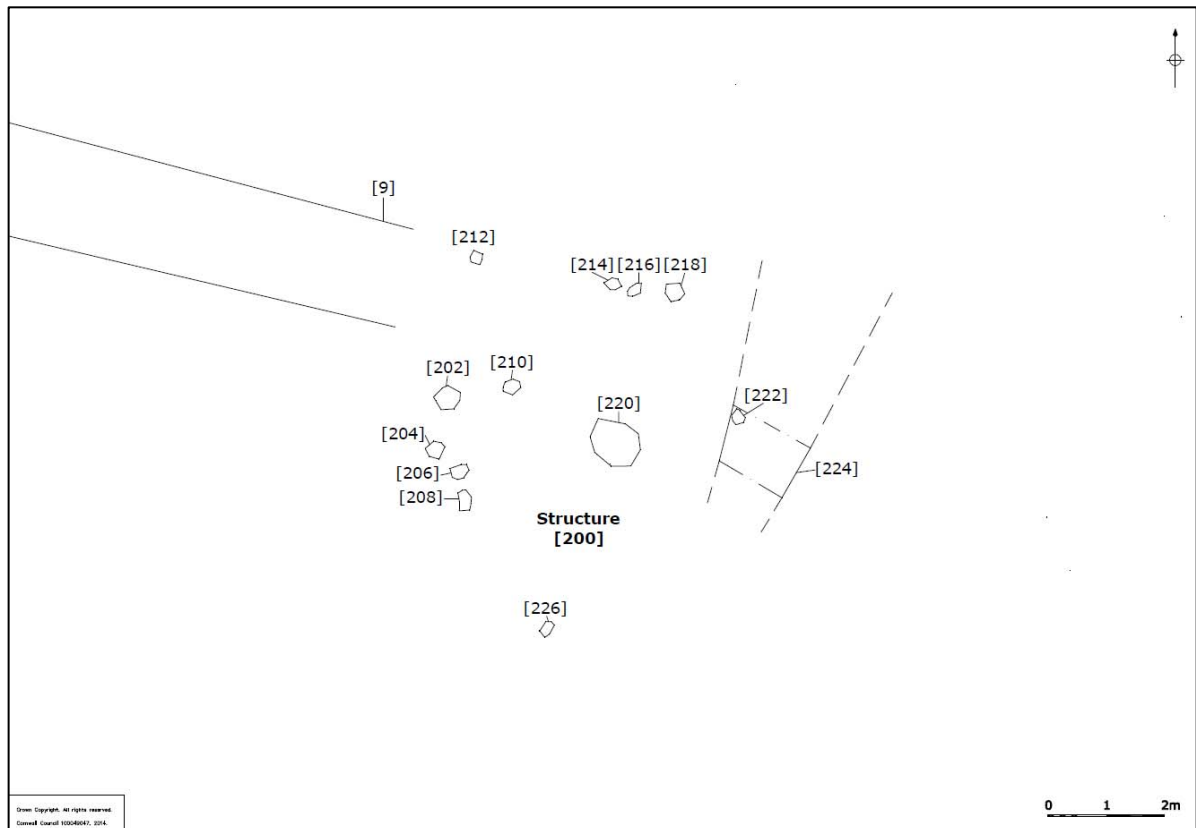 [9]
[212]
[214] [216] [218]
[202]
[210]
[220]
[222]
[204]
[206]
[224]
[208]
Structure
[200]
[226]
Crown Copyright. All rights reserved.
Cornwall Council 100049047, 2014.
0 1 2m